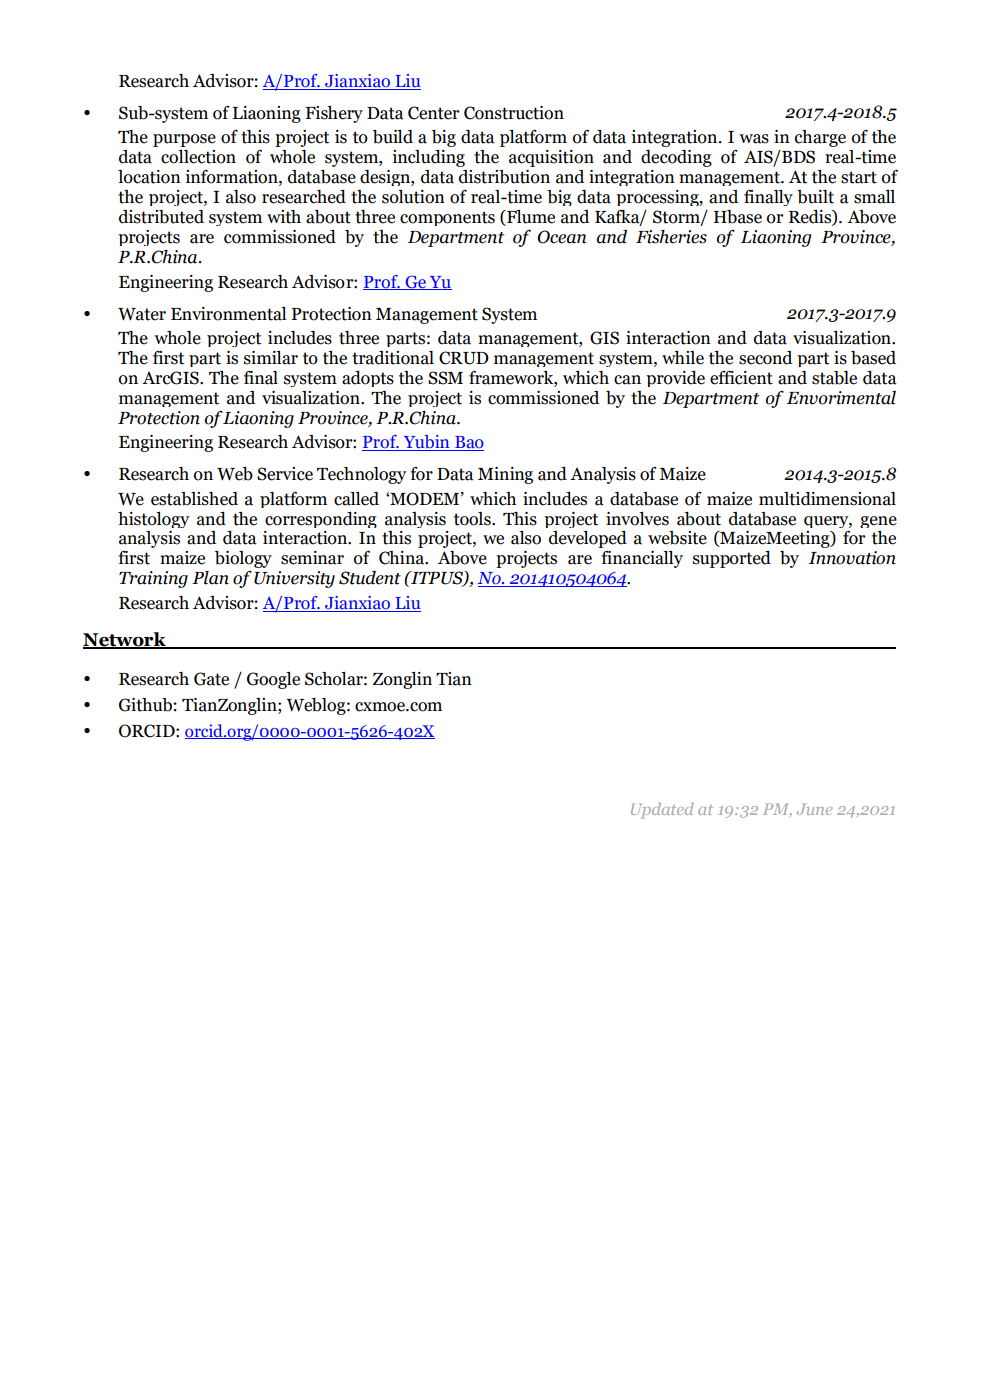 Research Advisor: A/Prof. Jianxiao Liu
• Sub-system of Liaoning Fishery Data Center Construction 2017.4-2018.5
The purpose of this project is to build a big data platform of data integration. I was in charge of the
data collection of whole system, including the acquisition and decoding of AIS/BDS real-time
location information, database design, data distribution and integration management. At the start of
the project, I also researched the solution of real-time big data processing, and finally built a small
distributed system with about three components (Flume and Kafka/ Storm/ Hbase or Redis). Above
projects are commissioned by the Department of Ocean and Fisheries of Liaoning Province,
P.R.China.
Engineering Research Advisor: Prof. Ge Yu
• Water Environmental Protection Management System 2017.3-2017.9
The whole project includes three parts: data management, GIS interaction and data visualization.
The first part is similar to the traditional CRUD management system, while the second part is based
on ArcGIS. The final system adopts the SSM framework, which can provide efficient and stable data
management and visualization. The project is commissioned by the Department of Envorimental
Protection of Liaoning Province, P.R.China.
Engineering Research Advisor: Prof. Yubin Bao
• Research on Web Service Technology for Data Mining and Analysis of Maize 2014.3-2015.8
We established a platform called ‘MODEM’ which includes a database of maize multidimensional
histology and the corresponding analysis tools. This project involves about database query, gene
analysis and data interaction. In this project, we also developed a website (MaizeMeeting) for the
first maize biology seminar of China. Above projects are financially supported by Innovation
Training Plan of University Student (ITPUS), No. 201410504064.
Research Advisor: A/Prof. Jianxiao Liu
Network
• Research Gate / Google Scholar: Zonglin Tian
• Github: TianZonglin; Weblog: cxmoe.com
• ORCID: orcid.org/0000-0001-5626-402X
Updated at 19:32 PM, June 24,2021